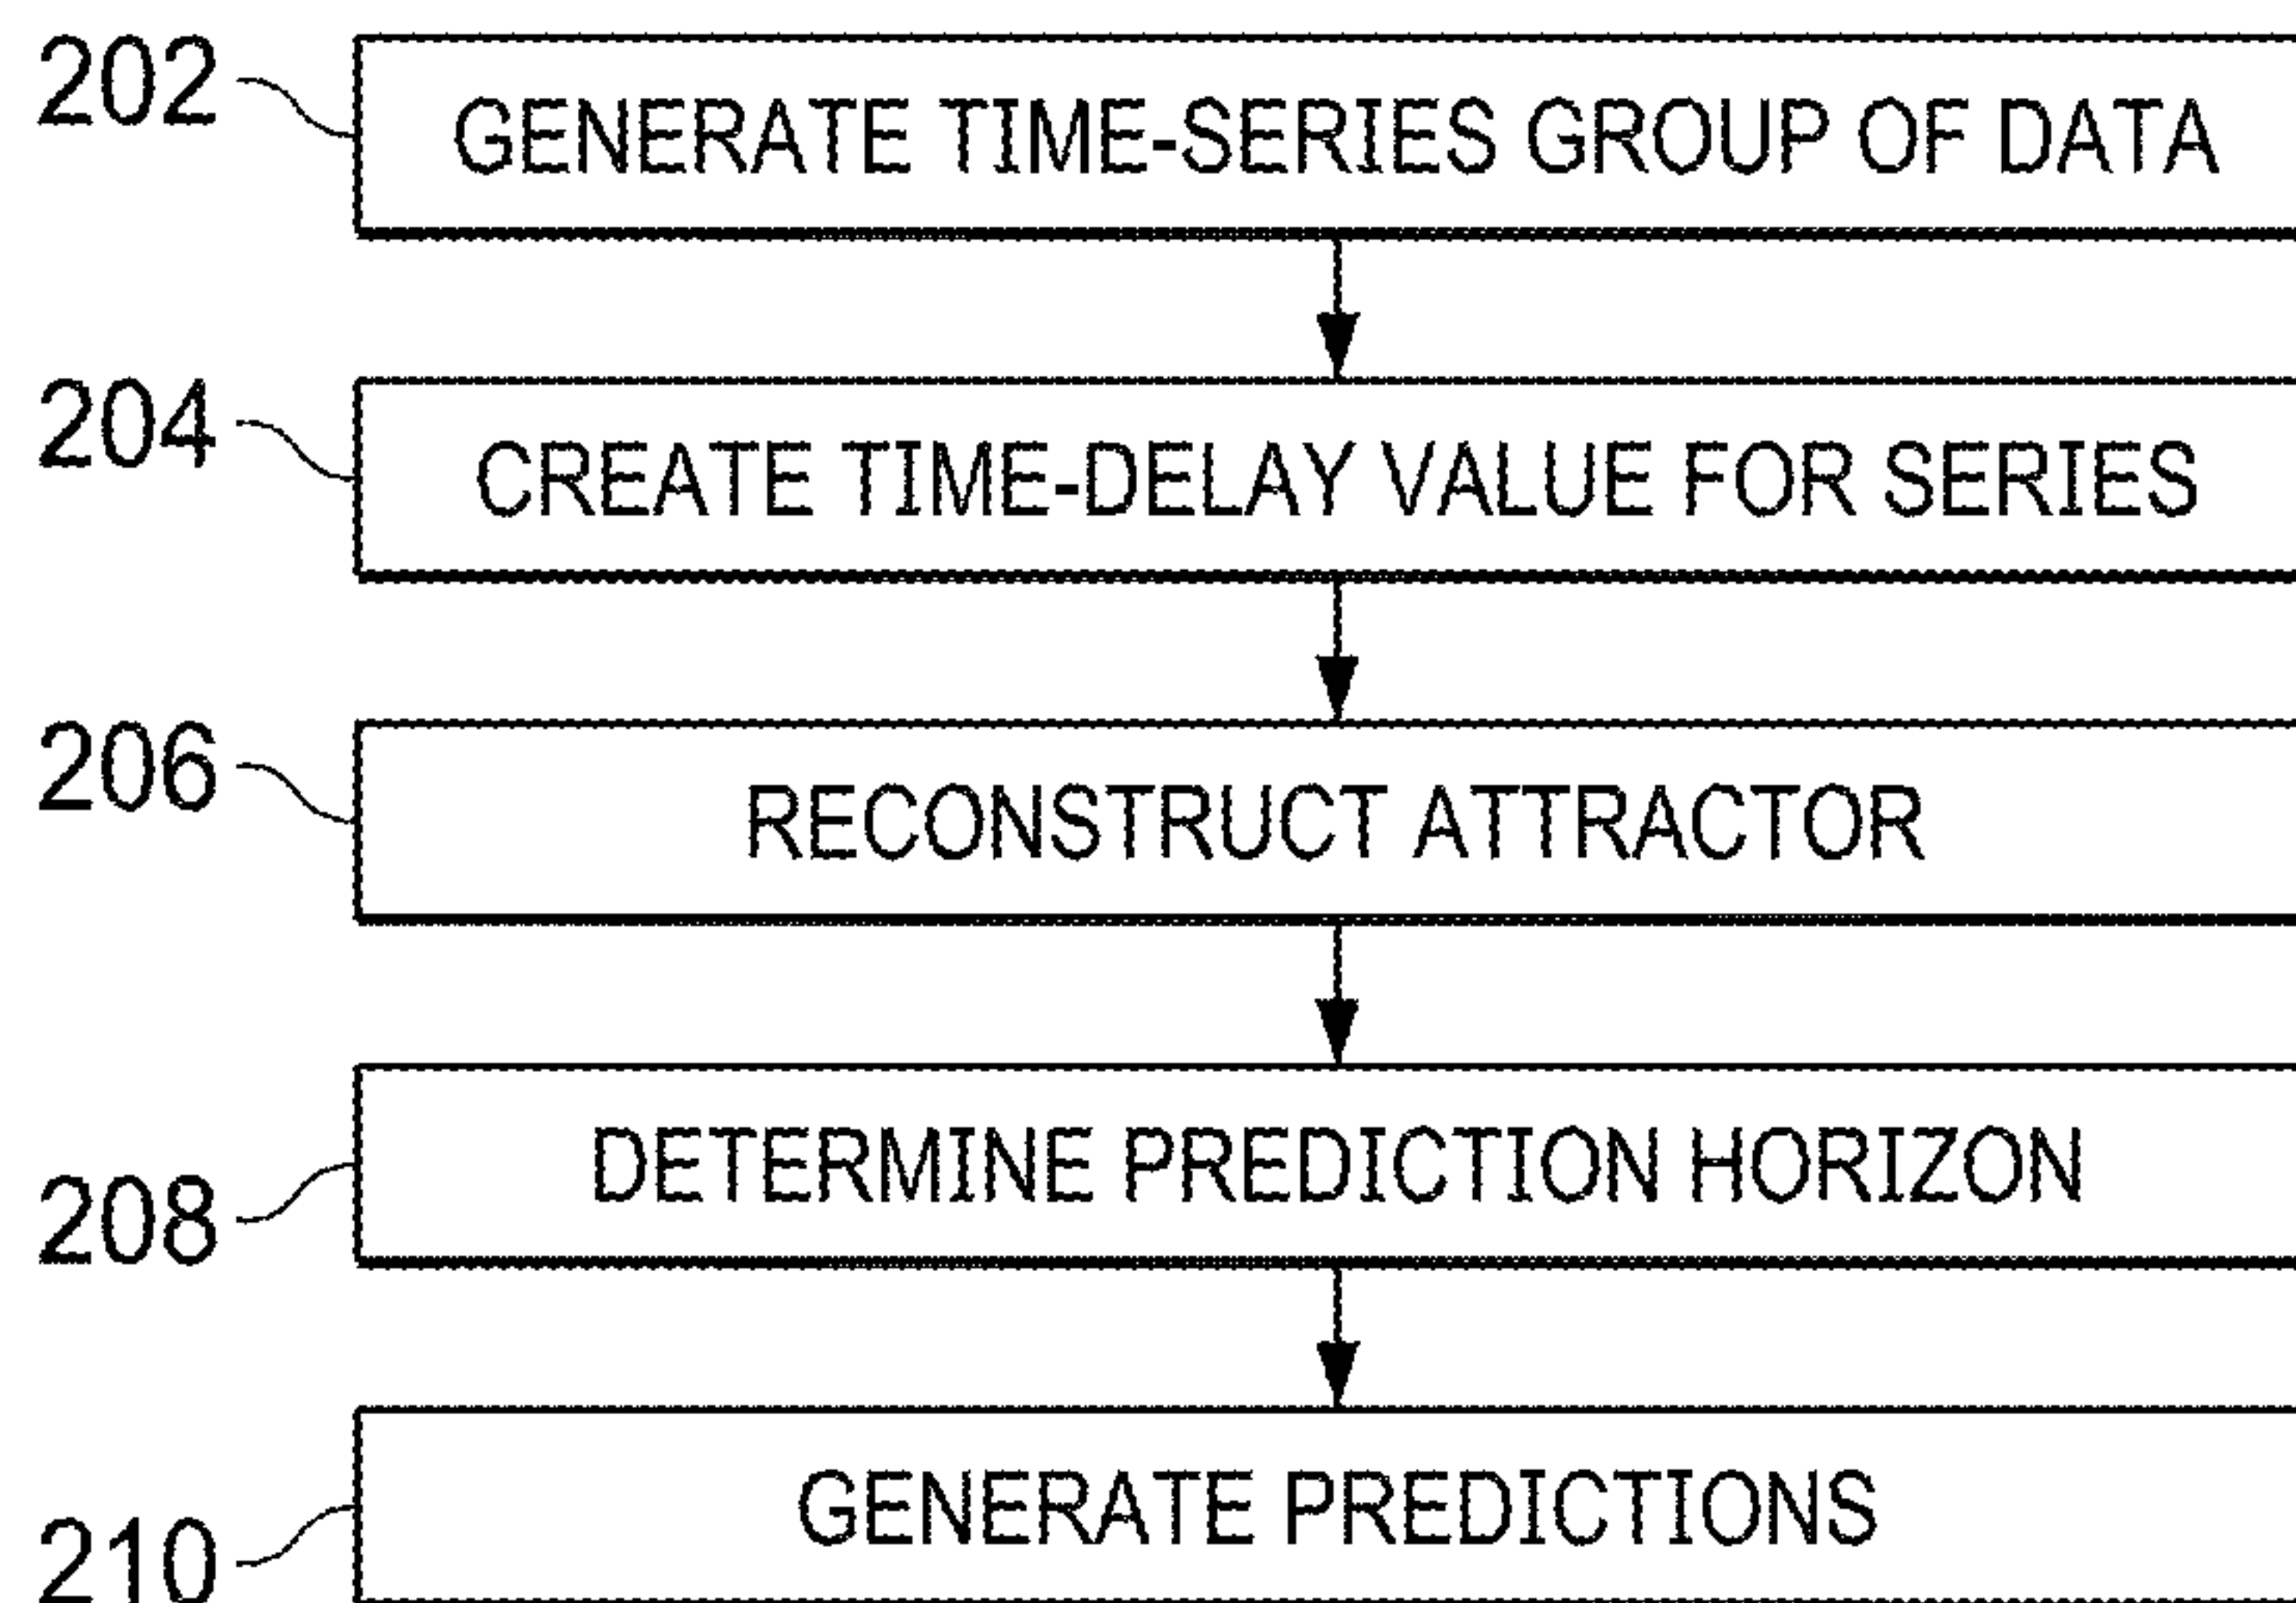 202 GENERATE TIME-SERIES GROUP OF DATA
204 CREATE TIME-DELAY VALUE FOR SERIES
206 RECONSTRUCT ATTRACTOR
208 DETERMINE PREDICTION HORIZON
210 GENERATE PREDICTIONS